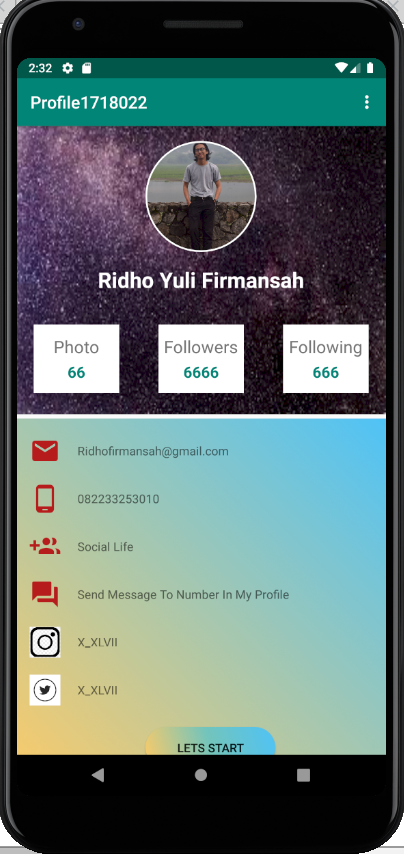 2:32
Profile1718022
Ridho Yuli Firmansah
Photo
66
Followers
6666
Following
666
Ridhofirmansah@gmail.com
082233253010
Social Life
Send Message To Number In My Profile
X_XLVII
X_XLVII
LETS START